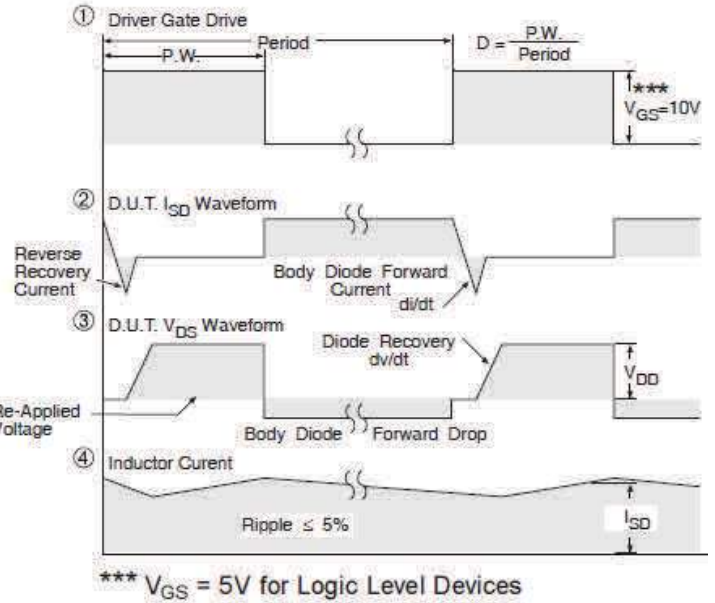 ① Driver Gate Drive
Period
P.W.
D = P.W.
Period
***
VGS=10V
② D.U.T. ISD Waveform
Reverse
Recovery
Current
Body Diode Forward
Current
di/dt
③ D.U.T. VDS Waveform
Diode Recovery
dv/dt
VDD
Re-Applied
Voltage
Body Diode Forward Drop
④ Inductor Curent
Ripple ≤ 5%
ISD
*** VGS = 5V for Logic Level Devices